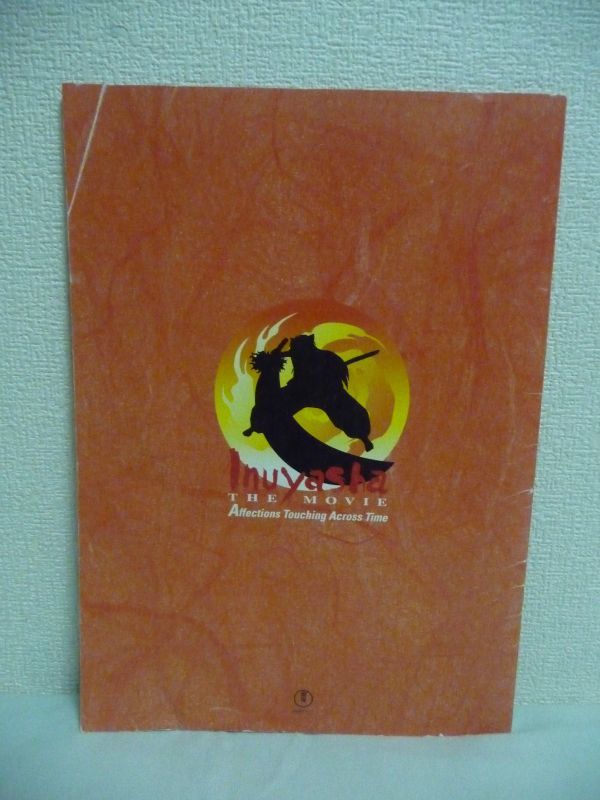 Inuyasha
THE MOVIE
Affections Touching Across Time